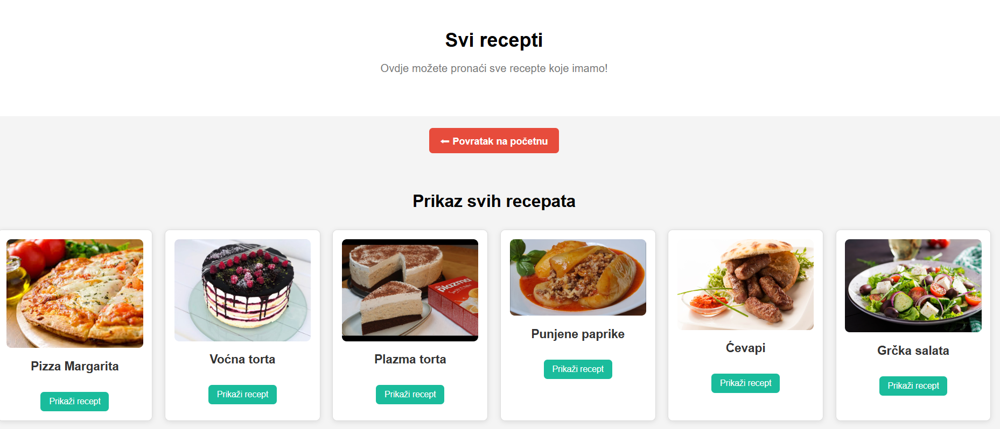 Svi recepti
Ovdje možete pronaći sve recepte koje imamo!
⬅ Povratak na početnu
Prikaz svih recepata
plazma
Pizza Margarita
Prikaži recept
Voćna torta
Prikaži recept
Plazma torta
Prikaži recept
Punjene paprike
Prikaži recept
Ćevapi
Prikaži recept
Grčka salata
Prikaži recept